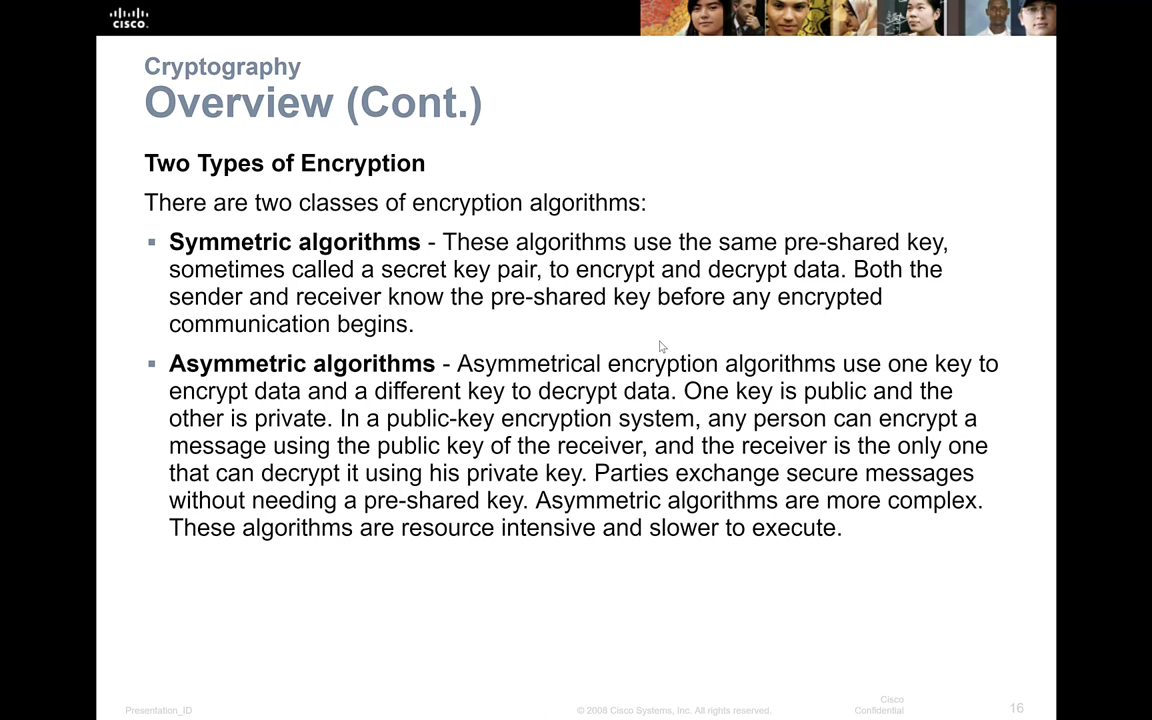 cisco.
Cryptography
Overview (Cont.)
Two Types of Encryption
There are two classes of encryption algorithms:
▪ Symmetric algorithms - These algorithms use the same pre-shared key,
sometimes called a secret key pair, to encrypt and decrypt data. Both the
sender and receiver know the pre-shared key before any encrypted
communication begins.
▪ Asymmetric algorithms - Asymmetrical encryption algorithms use one key to
encrypt data and a different key to decrypt data. One key is public and the
other is private. In a public-key encryption system, any person can encrypt a
message using the public key of the receiver, and the receiver is the only one
that can decrypt it using his private key. Parties exchange secure messages
without needing a pre-shared key. Asymmetric algorithms are more complex.
These algorithms are resource intensive and slower to execute.
Presentation_ID
© 2008 Cisco Systems, Inc. All rights reserved.
Cisco
Confidential
16